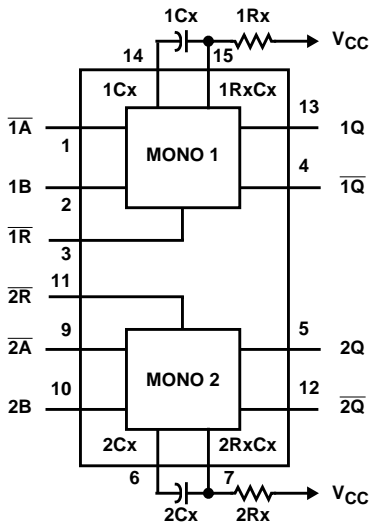 1Cx 1Rx
VCC
14 15
1Cx 1RxCx
1A 13 1Q
1 MONO 1
1B 4 1Q
2
1R
3
11
2R
2A 5 2Q
9
10 MONO 2 12
2B 2Q
2Cx 2RxCx
6 7
VCC
2Cx 2Rx